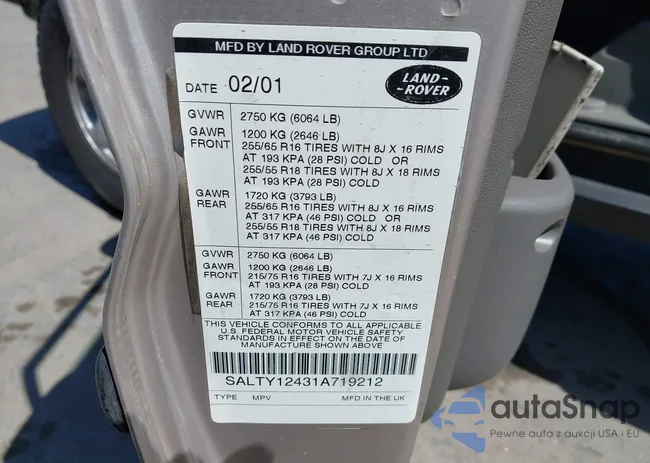 MFD BY LAND ROVER GROUP LTD
DATE 02/01
LAND-
-ROVER
GVWR 2750 KG (6064 LB)
GAWR 1200 KG (2646 LB)
FRONT 255/65 R16 TIRES WITH 8J X 16 RIMS
AT 193 KPA (28 PSI) COLD OR
255/55 R18 TIRES WITH 8J X 18 RIMS
AT 193 KPA (28 PSI) COLD
GAWR 1720 KG (3793 LB)
REAR 255/65 R16 TIRES WITH 8J X 16 RIMS
AT 317 KPA (46 PSI) COLD OR
255/55 R18 TIRES WITH 8J X 18 RIMS
AT 317 KPA (46 PSI) COLD
GVWR 2750 KG (6064 LB)
GAWR 1200 KG (2646 LB)
FRONT 215/75 R16 TIRES WITH 7J X 16 RIMS
AT 193 KPA (28 PSI) COLD
GAWR 1720 KG (3793 LB)
REAR 215/75 R16 TIRES WITH 7J X 16 RIMS
AT 317 KPA (46 PSI) COLD
THIS VEHICLE CONFORMS TO ALL APPLICABLE
U.S. FEDERAL MOTOR VEHICLE SAFETY
STANDARDS IN EFFECT ON THE DATE OF
MANUFACTURE SHOWN ABOVE
SALTY12431A719212
TYPE MPV MFD IN THE UK
autaSnap
Pewne auta z aukcji USA i EU